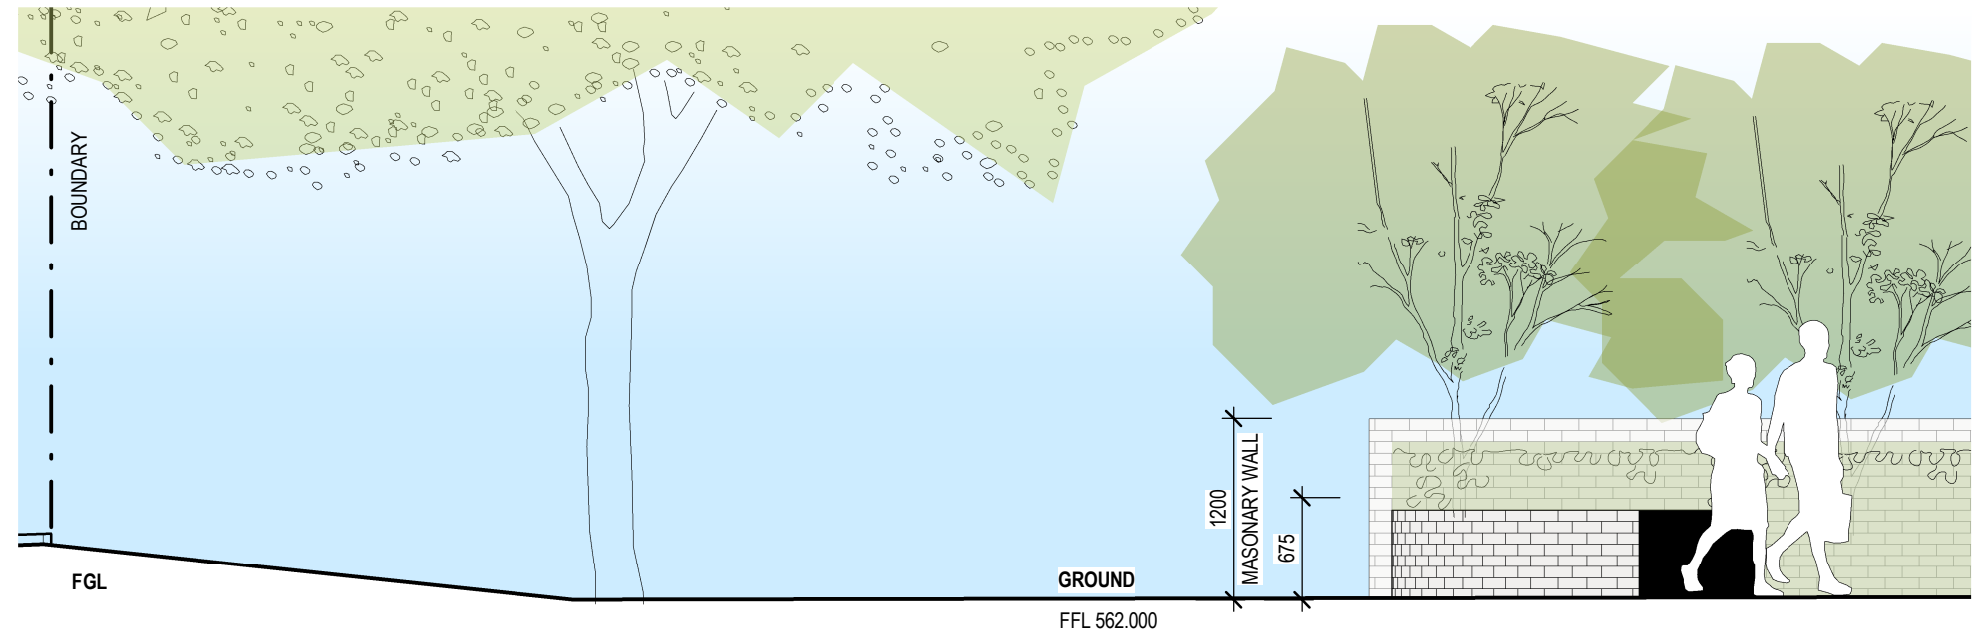 BOUNDARY
FGL
GROUND
FFL 562.000
1200
MASONARY WALL
675